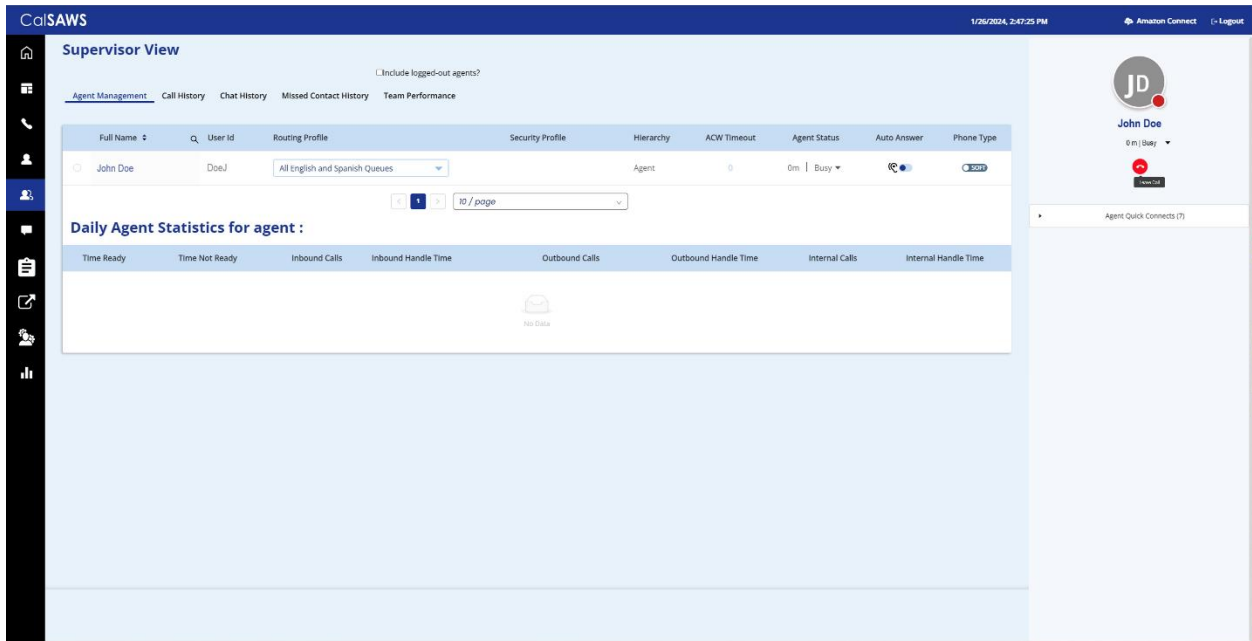 CalSAWS
1/26/2024, 2:47:25 PM
Amazon Connect
Logout
Supervisor View
Include logged-out agents?
Agent Management Call History Chat History Missed Contact History Team Performance
Full Name User Id Routing Profile Security Profile Hierarchy ACW Timeout Agent Status Auto Answer Phone Type
John Doe DoeJ All English and Spanish Queues Agent 0 0m | Busy SOFT
1 10 / page
Daily Agent Statistics for agent :
Time Ready Time Not Ready Inbound Calls Inbound Handle Time Outbound Calls Outbound Handle Time Internal Calls Internal Handle Time
No Data
JD
John Doe
0 m | Busy
Leave Call
Agent Quick Connects (7)